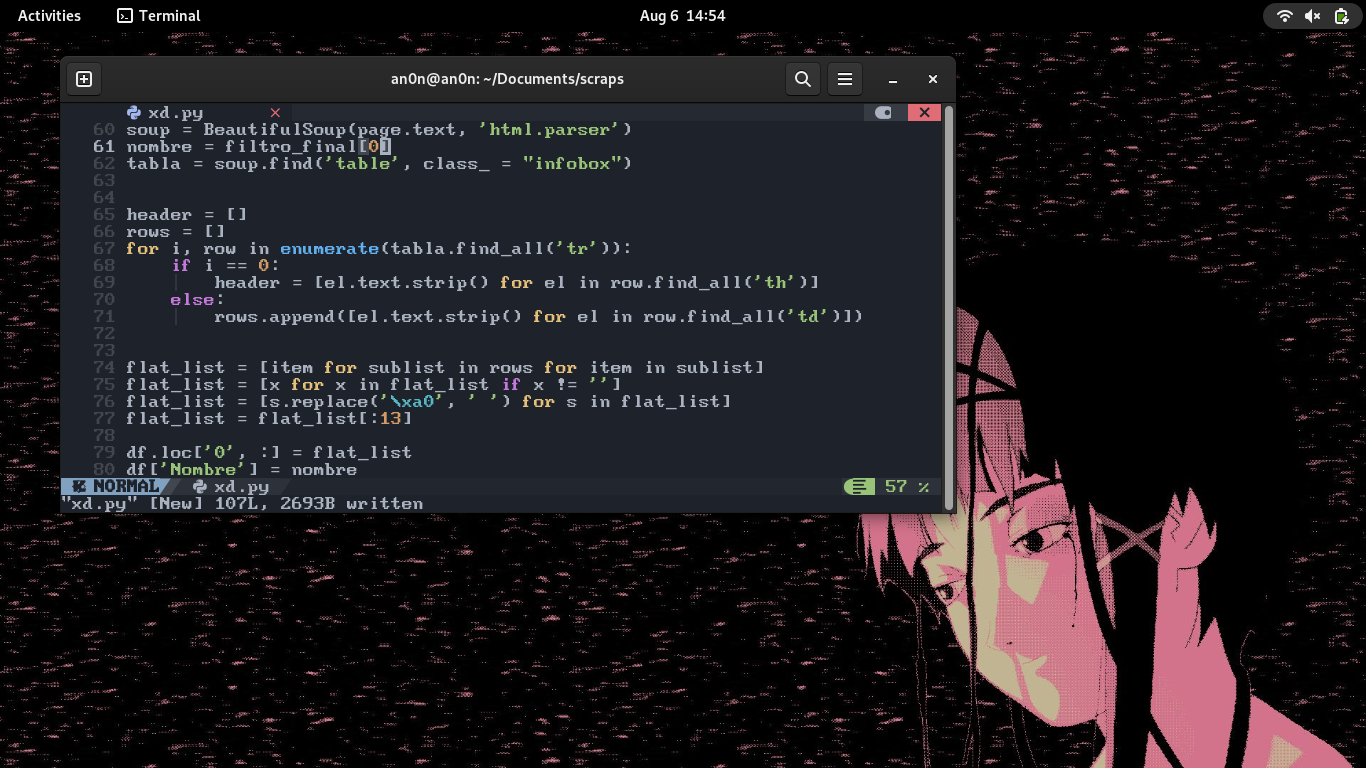 Activities
Terminal
Aug 6 14:54
an0n@an0n: ~/Documents/scraps
xd.py
60 soup = BeautifulSoup(page.text, 'html.parser')
61 nombre = filtro_final[0]
62 tabla = soup.find('table', class_ = "infobox")
63
64
65 header = []
66 rows = []
67 for i, row in enumerate(tabla.find_all('tr')):
68 if i == 0:
69 header = [el.text.strip() for el in row.find_all('th')]
70 else:
71 rows.append([el.text.strip() for el in row.find_all('td')])
72
73
74 flat_list = [item for sublist in rows for item in sublist]
75 flat_list = [x for x in flat_list if x != '']
76 flat_list = [s.replace('\xa0', ' ') for s in flat_list]
77 flat_list = flat_list[:13]
78
79 df.loc['0', :] = flat_list
80 df['Nombre'] = nombre
NORMAL xd.py 57 %
"xd.py" [New] 107L, 2693B written